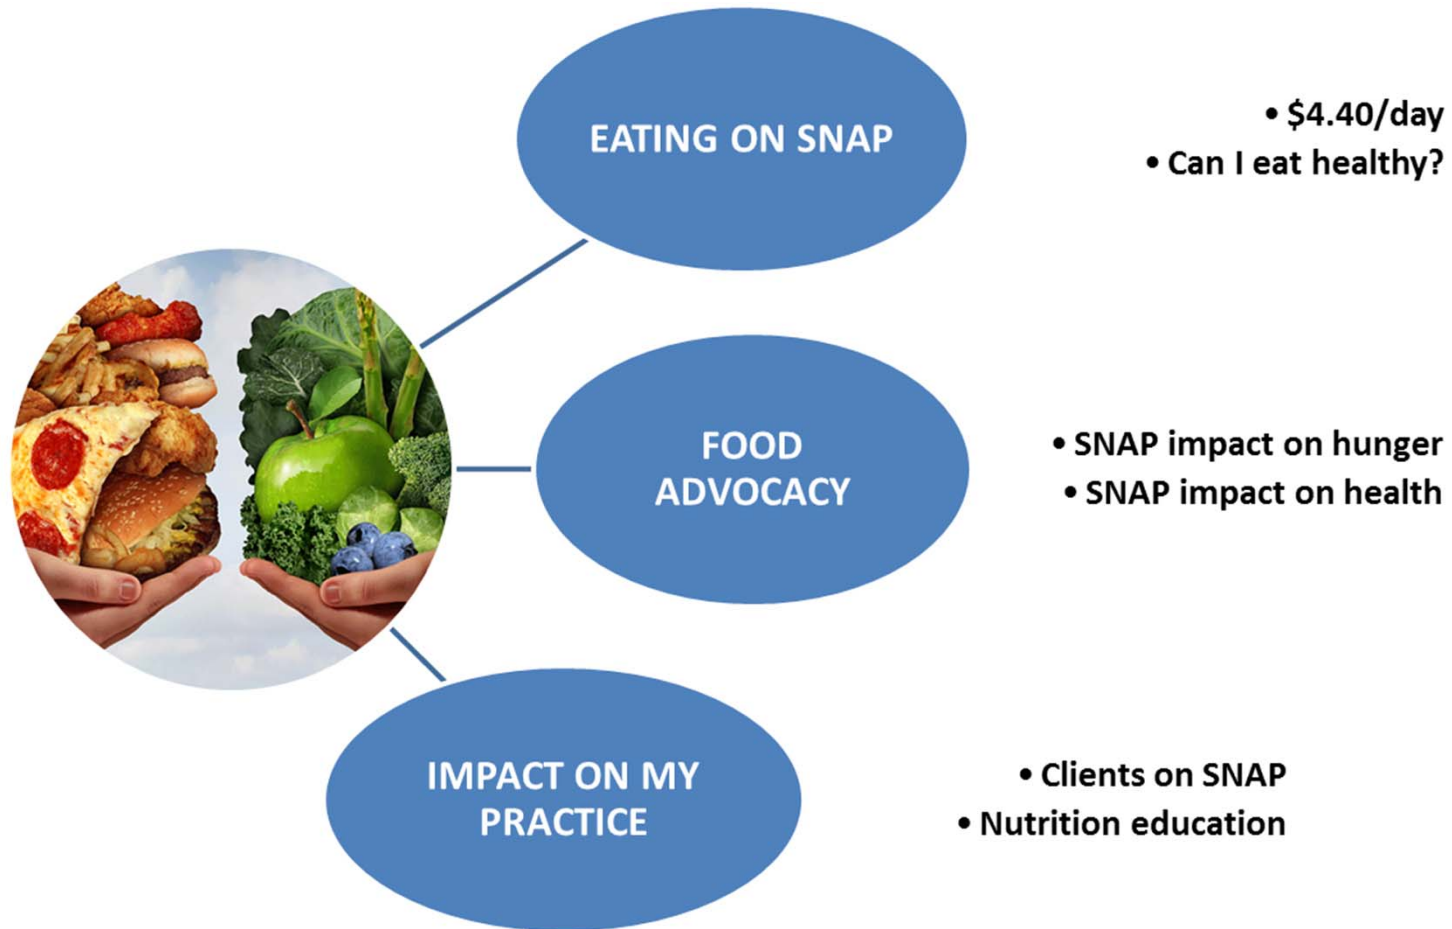 EATING ON SNAP
• $4.40/day
• Can I eat healthy?
FOOD
ADVOCACY
• SNAP impact on hunger
• SNAP impact on health
IMPACT ON MY
PRACTICE
• Clients on SNAP
• Nutrition education